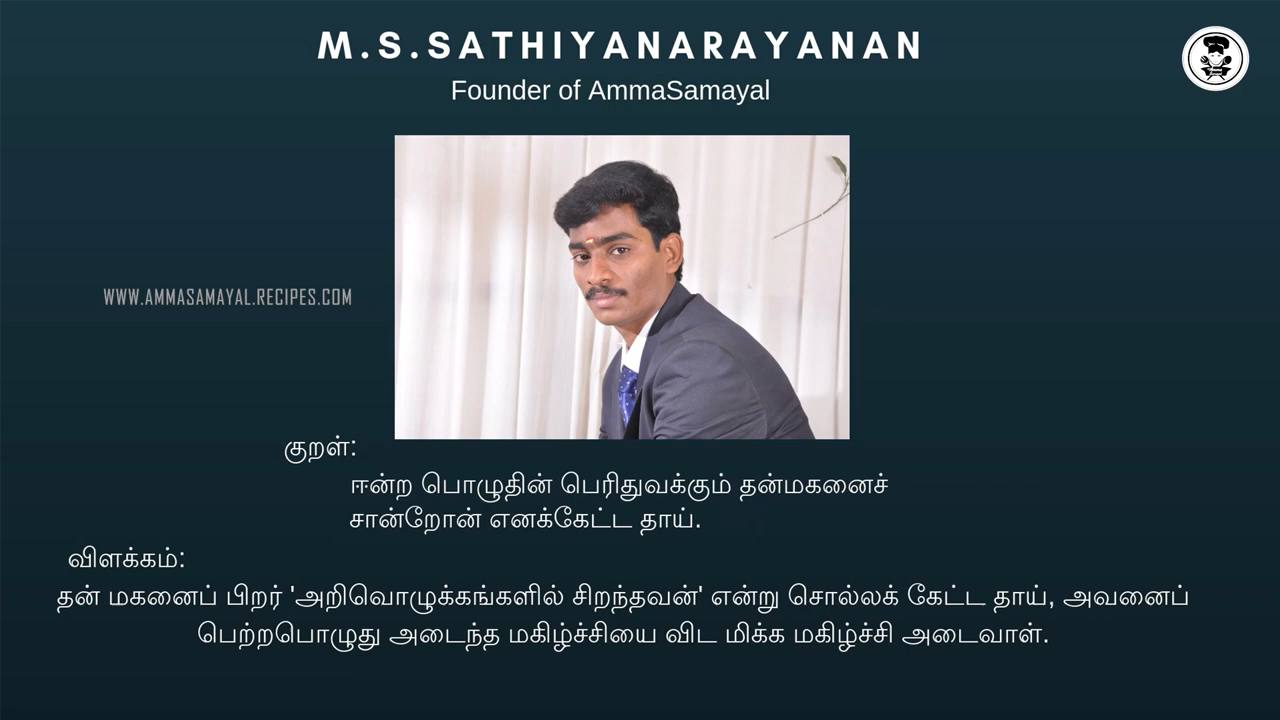 M.S.SATHIYANARAYANAN
Founder of AmmaSamayal
WWW.AMMASAMAYAL.RECIPES.COM
குறள்:
ஈன்ற பொழுதின் பெரிதுவக்கும் தன்மகனைச்
சான்றோன் எனக்கேட்ட தாய்.
விளக்கம்:
தன் மகனைப் பிறர் 'அறிவொழுக்கங்களில் சிறந்தவன்' என்று சொல்லக் கேட்ட தாய், அவனைப்
பெற்றபொழுது அடைந்த மகிழ்ச்சியை விட மிக்க மகிழ்ச்சி அடைவாள்.